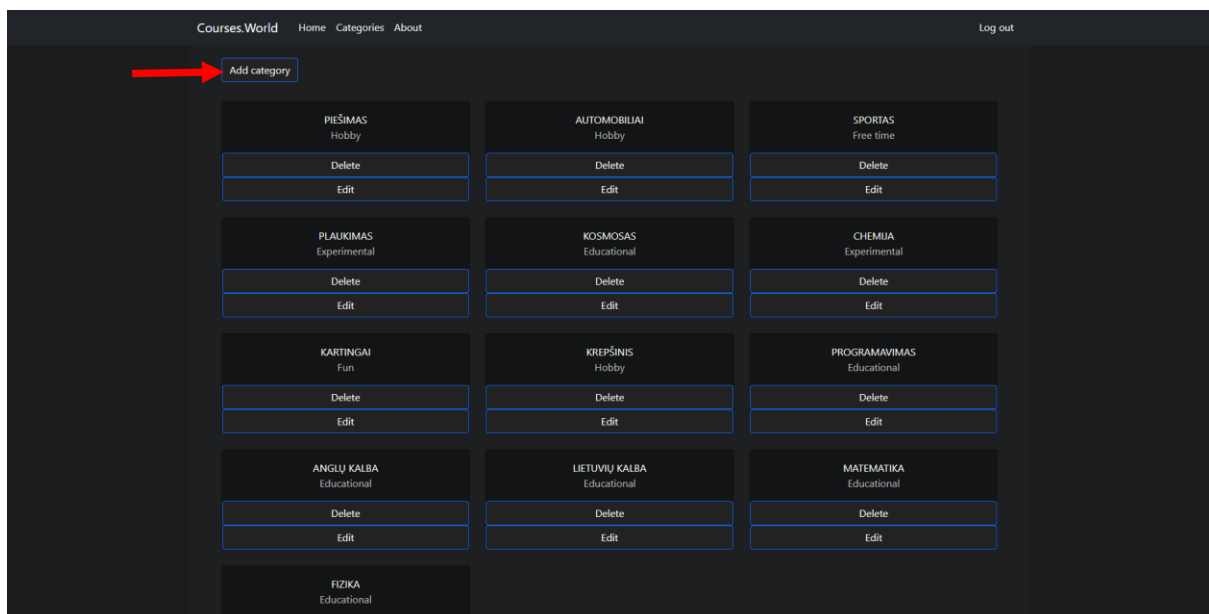 Courses.World Home Categories About Log out
Add category
PIEŠIMAS AUTOMOBILIAI SPORTAS
Hobby Hobby Free time
Delete Delete Delete
Edit Edit Edit
PLAUKIMAS KOSMOSAS CHEMIJA
Experimental Educational Experimental
Delete Delete Delete
Edit Edit Edit
KARTINGAI KREPŠINIS PROGRAMAVIMAS
Fun Hobby Educational
Delete Delete Delete
Edit Edit Edit
ANGLŲ KALBA LIETUVIŲ KALBA MATEMATIKA
Educational Educational Educational
Delete Delete Delete
Edit Edit Edit
FIZIKA
Educational